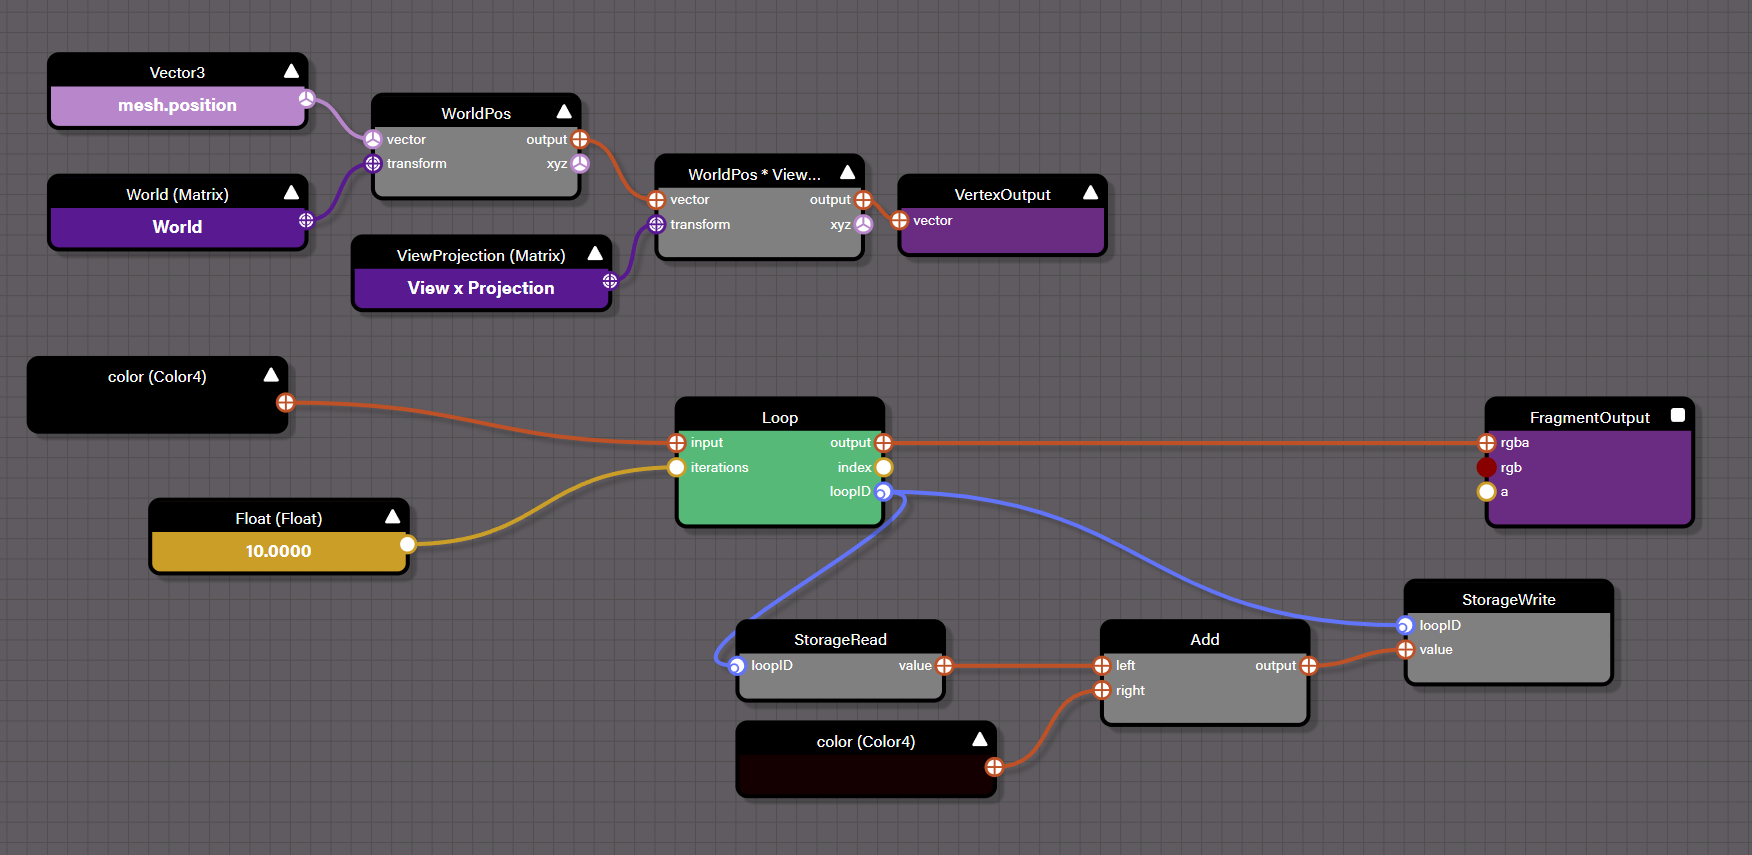 Vector3
mesh.position
World (Matrix)
World
WorldPos
vector output
transform xyz
ViewProjection (Matrix)
View x Projection
WorldPos * View...
vector output
transform xyz
VertexOutput
vector
color (Color4)
Float (Float)
10.0000
Loop
input output
iterations index
loopID
FragmentOutput
rgba
rgb
a
StorageRead
loopID value
color (Color4)
Add
left output
right
StorageWrite
loopID
value